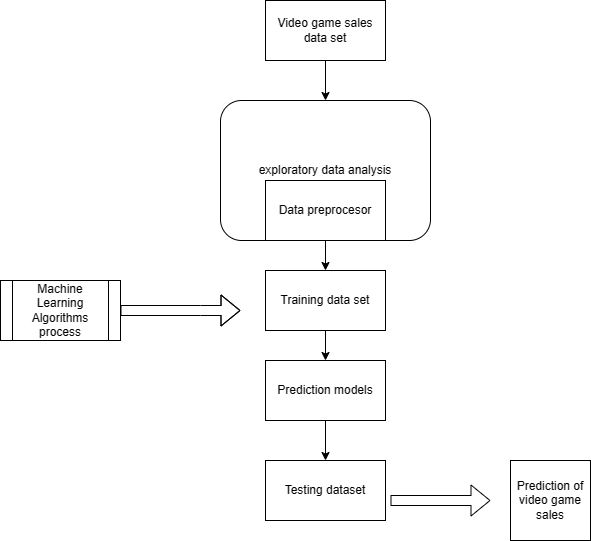 Video game sales
data set
exploratory data analysis
Data preprocesor
Machine
Learning
Algorithms
process
Training data set
Prediction models
Testing dataset
Prediction of
video game
sales